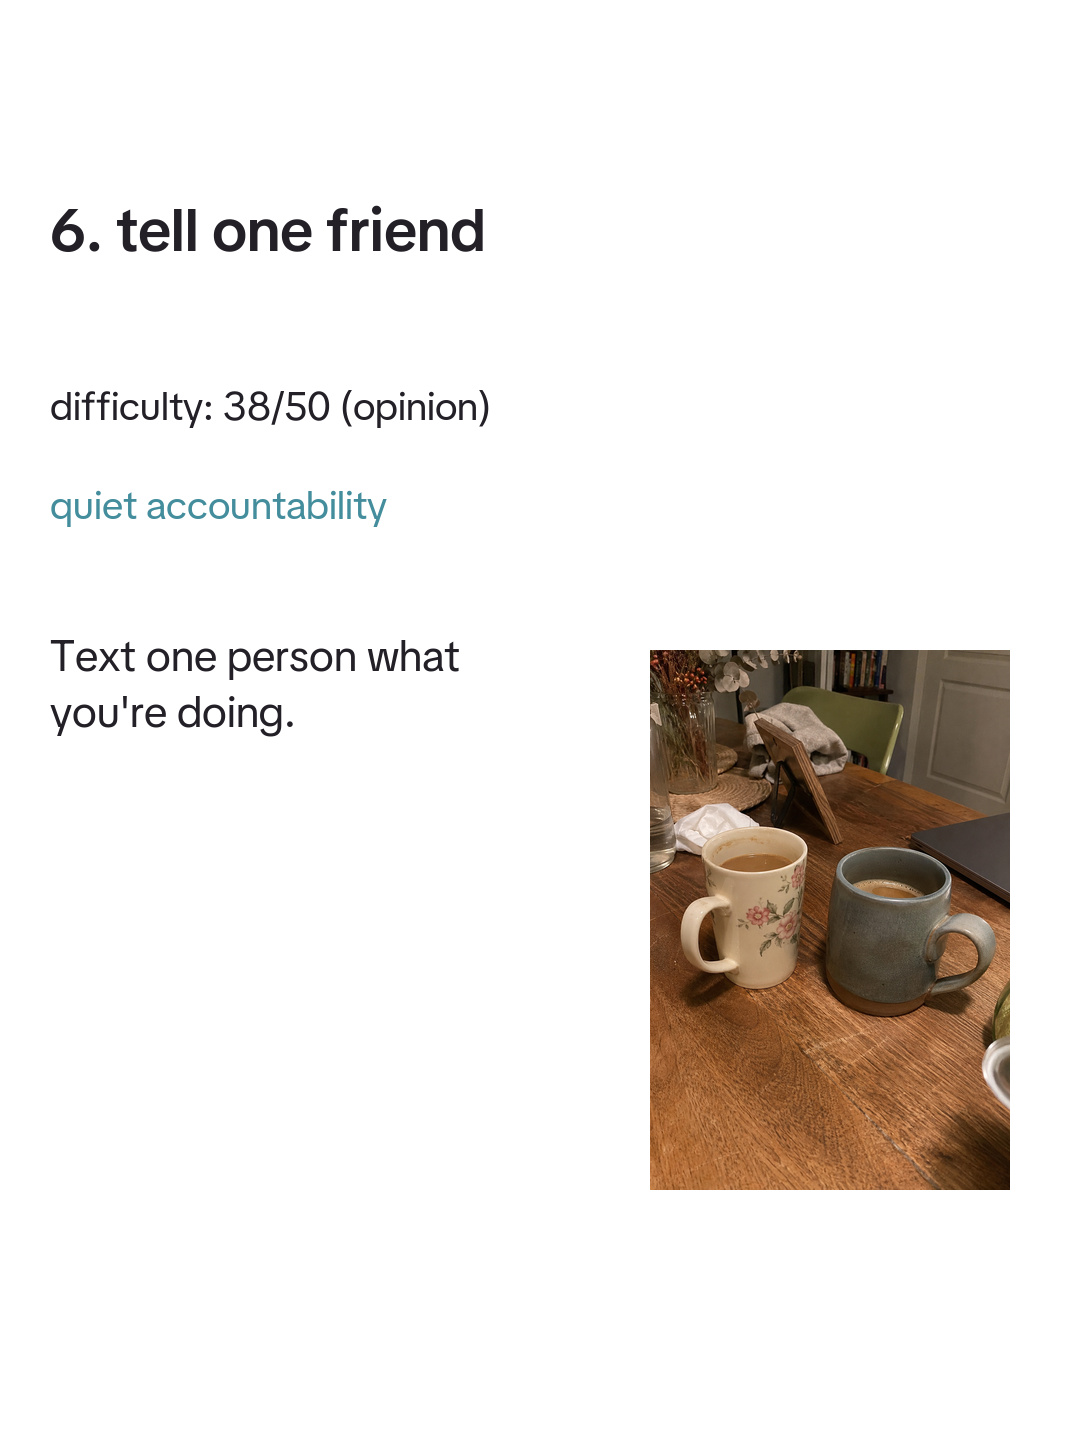 6. tell one friend
difficulty: 38/50 (opinion)
quiet accountability
Text one person what
you're doing.